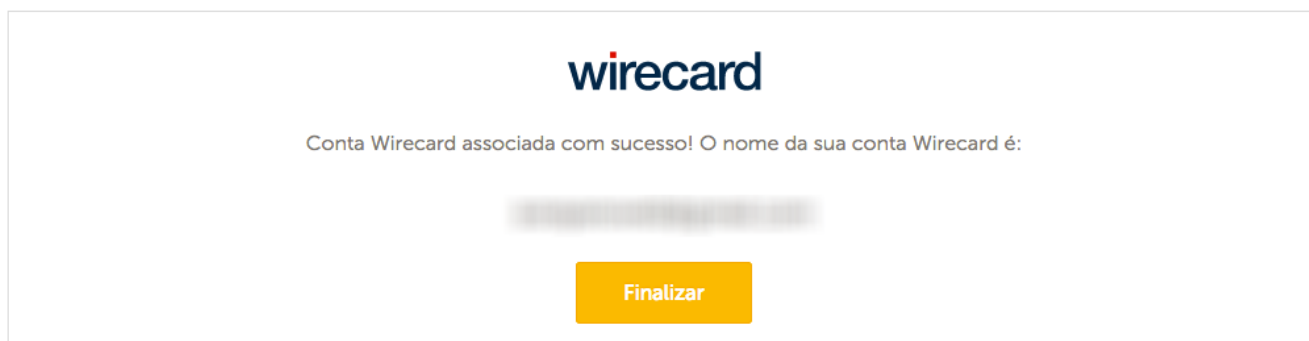 wirecard
Conta Wirecard associada com sucesso! O nome da sua conta Wirecard é:
Finalizar